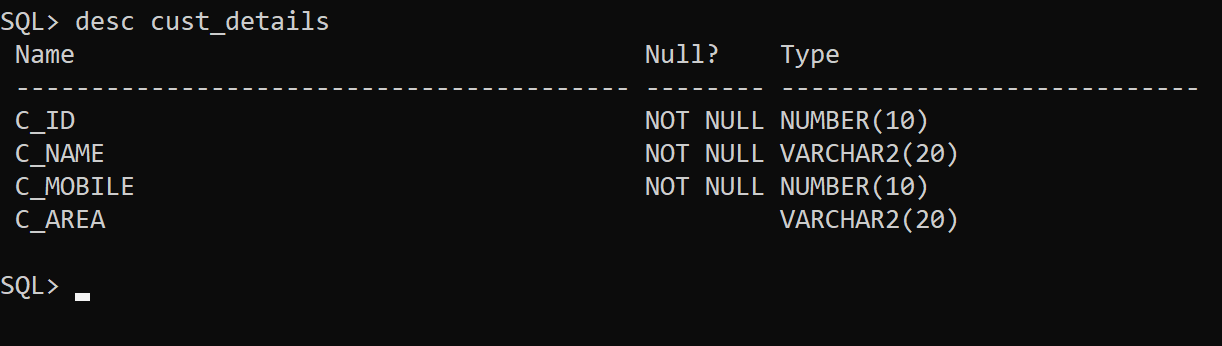 SQL> desc cust_details
Name Null? Type
----------------------------------------- -------- ----------------------------
C_ID NOT NULL NUMBER(10)
C_NAME NOT NULL VARCHAR2(20)
C_MOBILE NOT NULL NUMBER(10)
C_AREA VARCHAR2(20)
SQL>